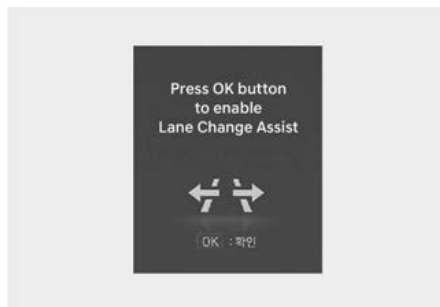 Press OK button
to enable
Lane Change Assist
OK : 확인